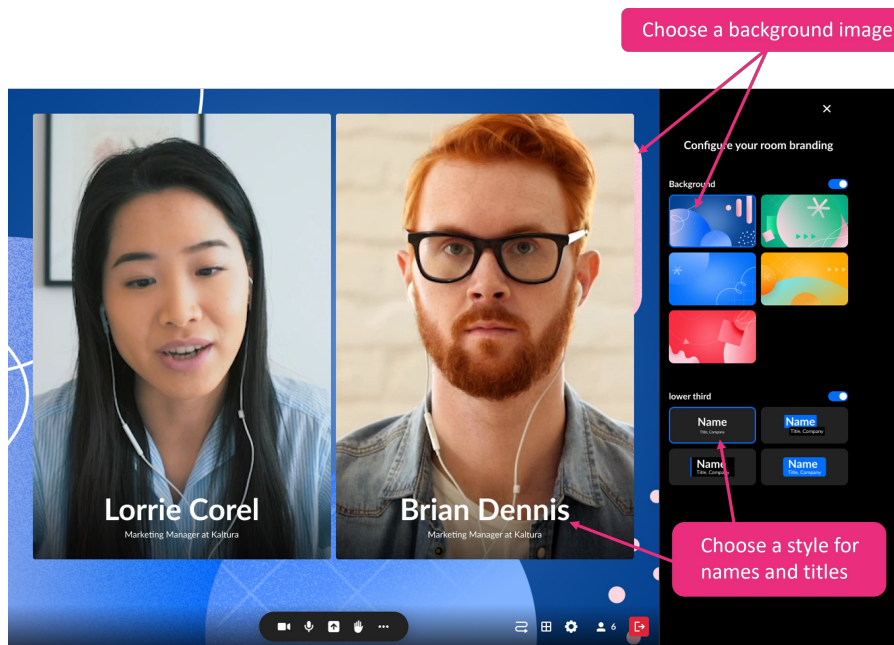 Choose a background image
Configure your room branding
Background
lower third
Name
Title, Company
Name
Title, Company
Name
Title, Company
Name
Title, Company
Lorrie Corel
Marketing Manager at Kaltura
Brian Dennis
Marketing Manager at Kaltura
Choose a style for
names and titles
6